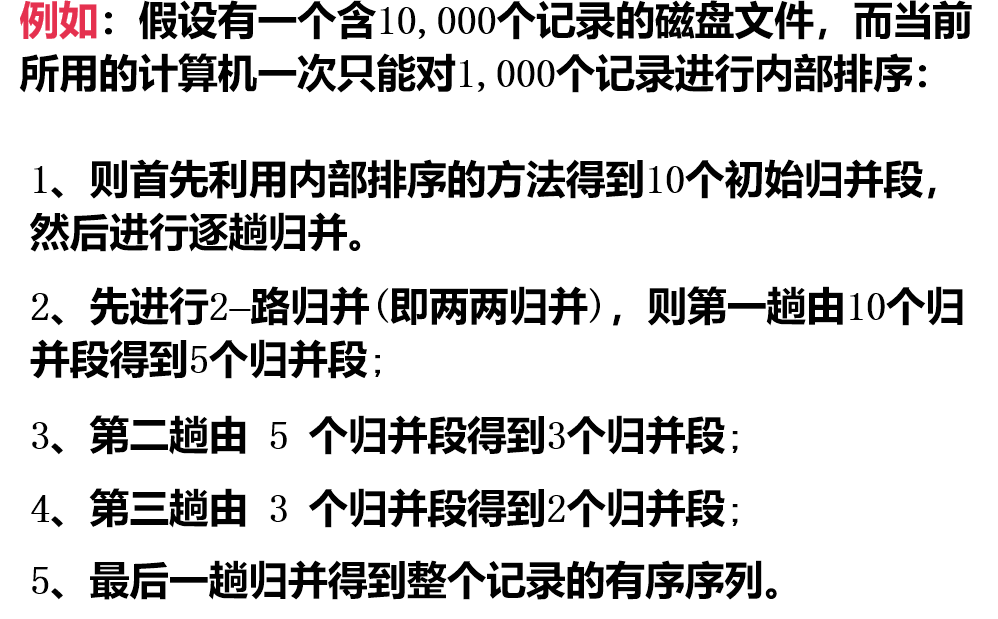 例如：假设有一个含10,000个记录的磁盘文件，而当前
所用的计算机一次只能对1,000个记录进行内部排序：
1、则首先利用内部排序的方法得到10个初始归并段，
然后进行逐趟归并。
2、先进行2–路归并(即两两归并)，则第一趟由10个归
并段得到5个归并段;
3、第二趟由 5 个归并段得到3个归并段;
4、第三趟由 3 个归并段得到2个归并段;
5、最后一趟归并得到整个记录的有序序列。